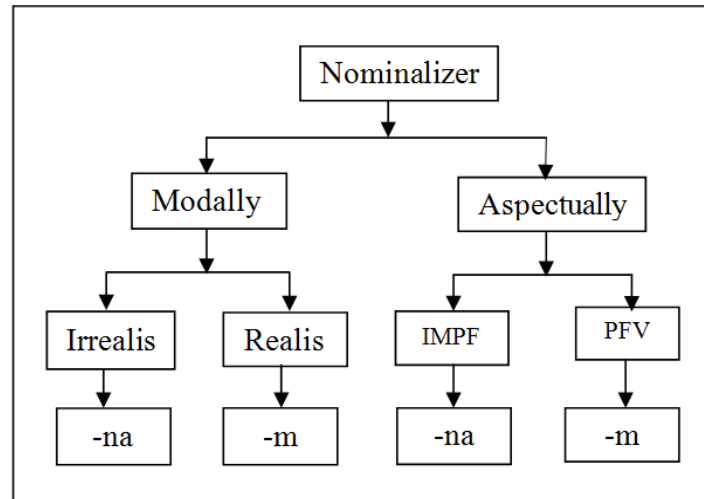 Nominalizer
Modally
Aspectually
Irrealis
Realis
IMPF
PFV
-na
-m
-na
-m